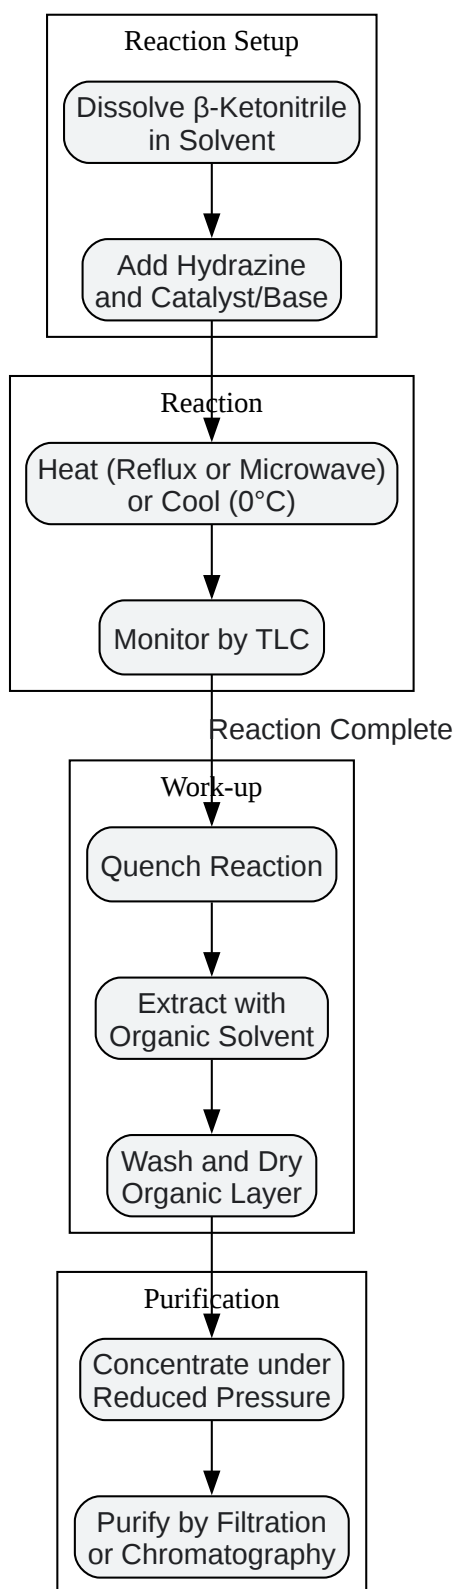 Reaction Setup
Dissolve β-Ketonitrile
in Solvent
Add Hydrazine
and Catalyst/Base
Reaction
Heat (Reflux or Microwave)
or Cool (0°C)
Monitor by TLC
Reaction Complete
Work-up
Quench Reaction
Extract with
Organic Solvent
Wash and Dry
Organic Layer
Purification
Concentrate under
Reduced Pressure
Purify by Filtration
or Chromatography